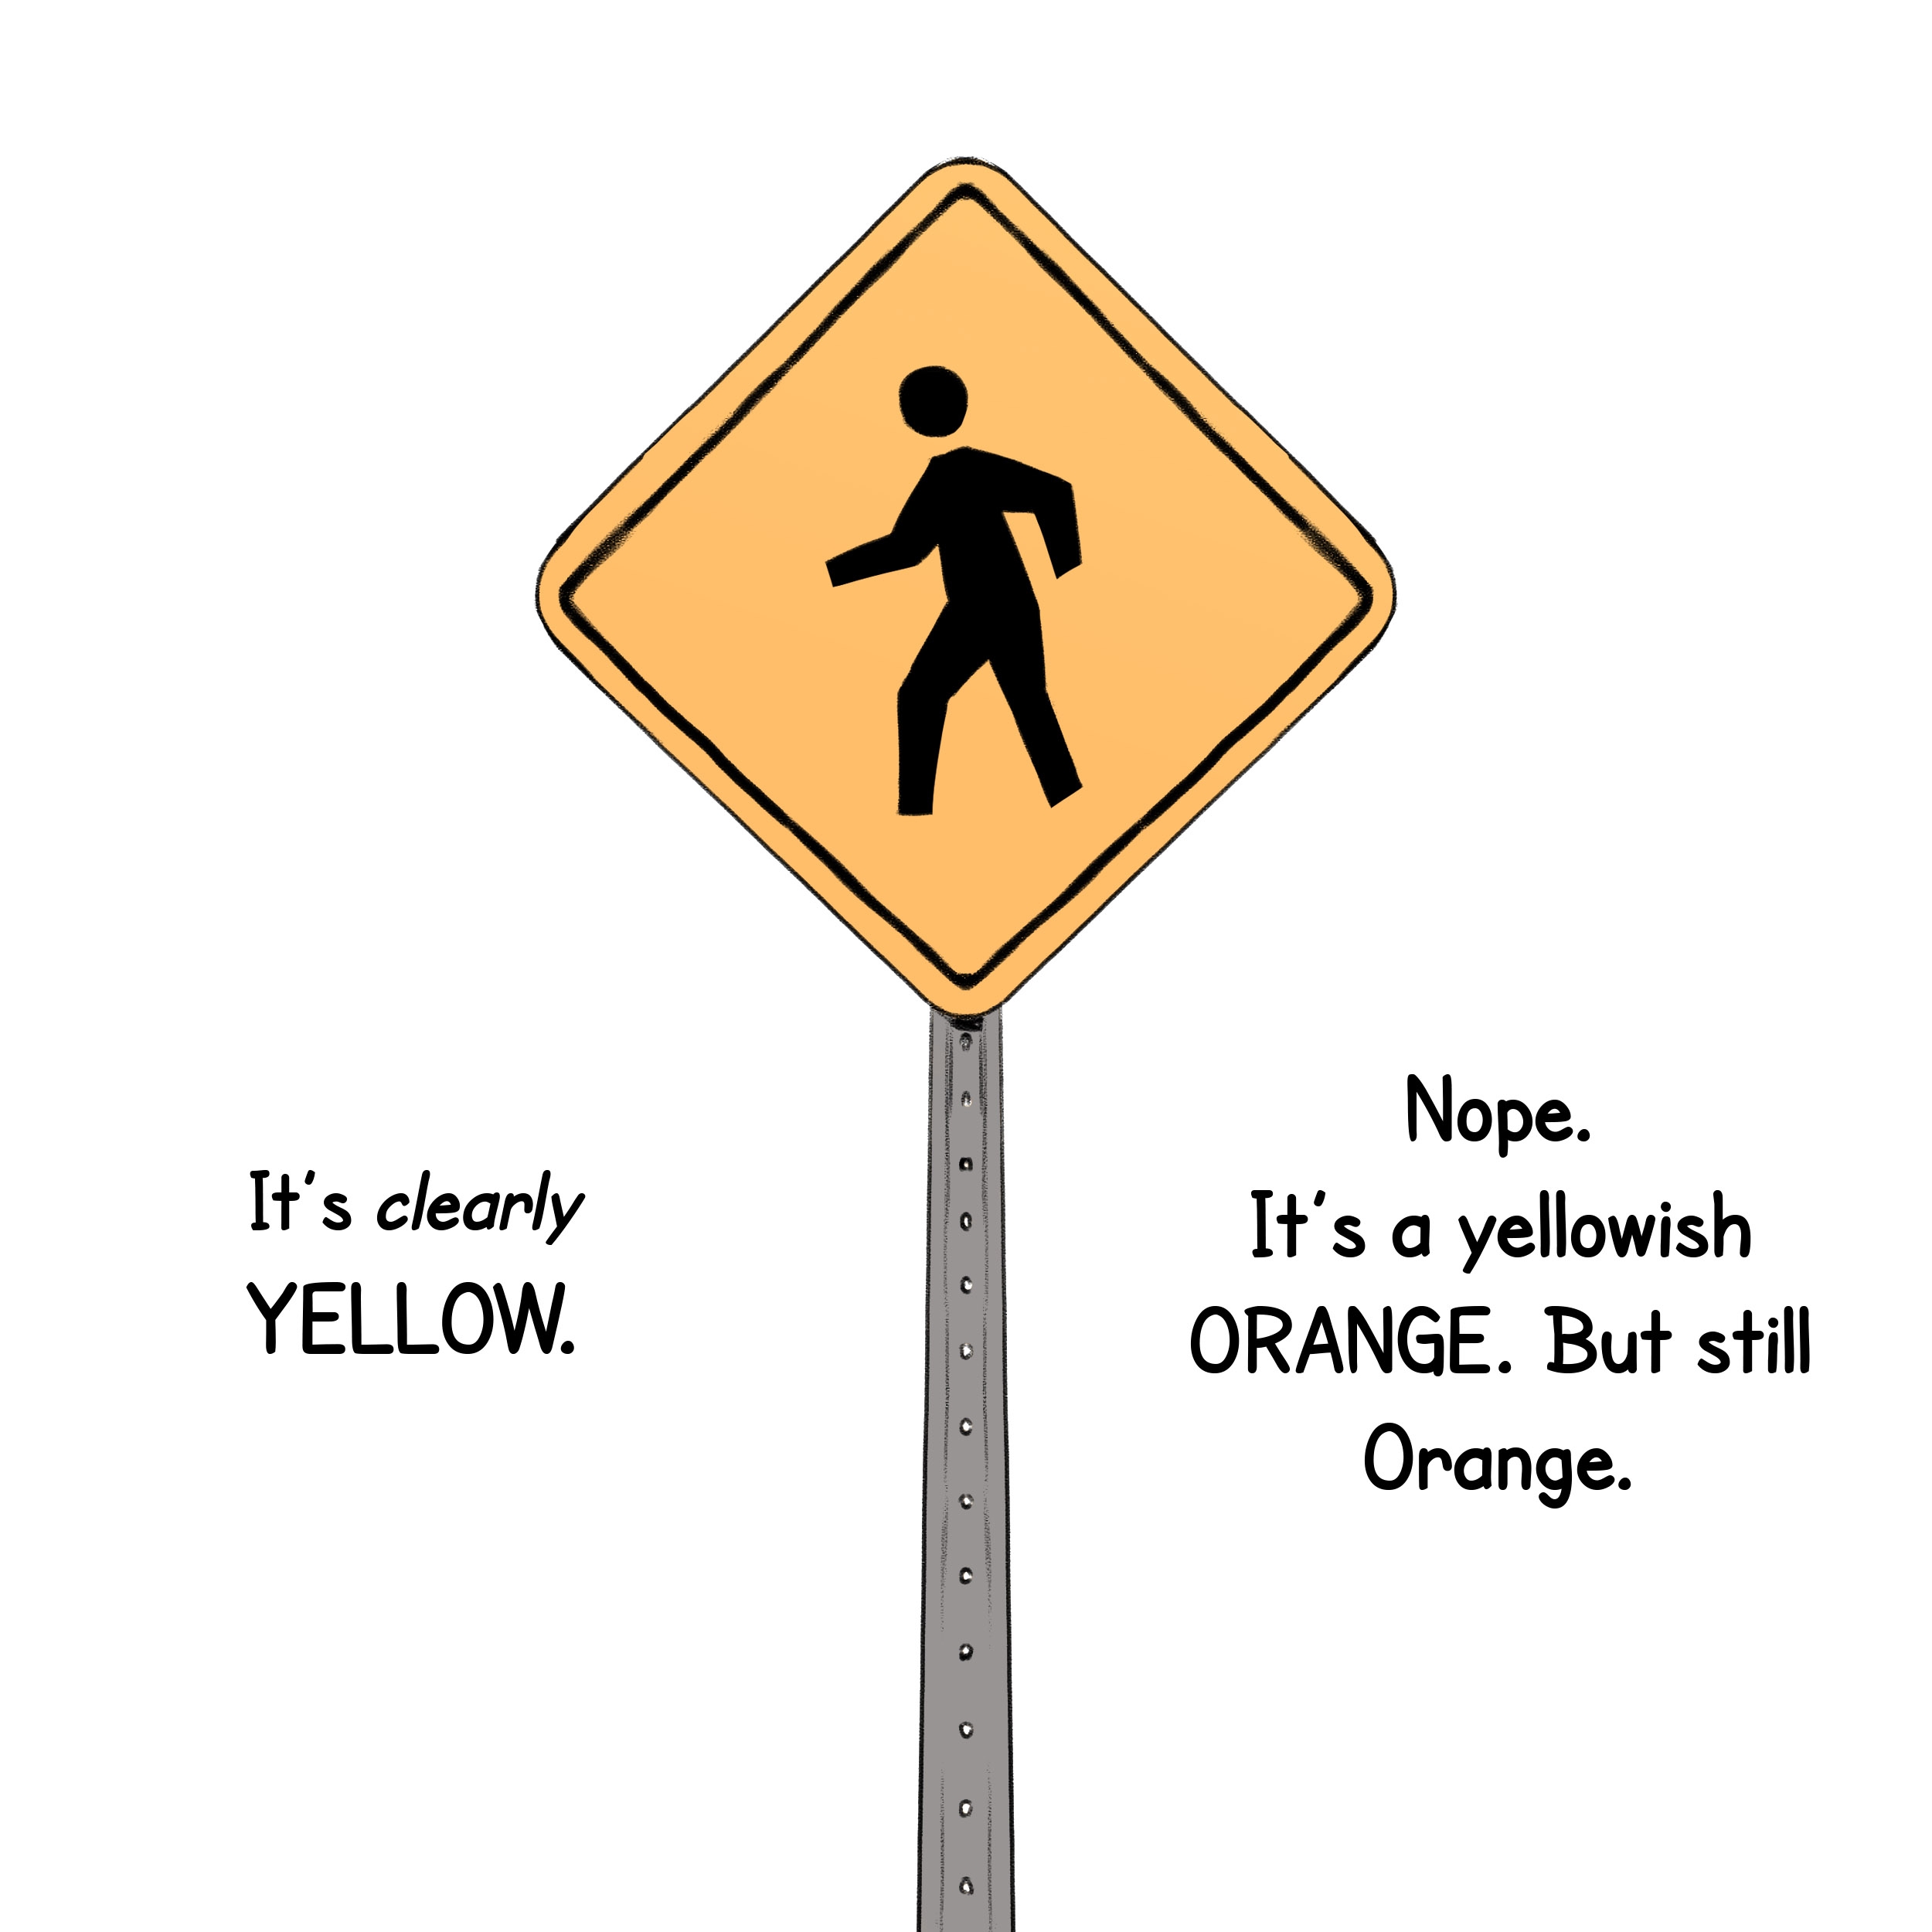 It's clearly
YELLOW.
Nope.
It's a yellowish
ORANGE. But still
Orange.